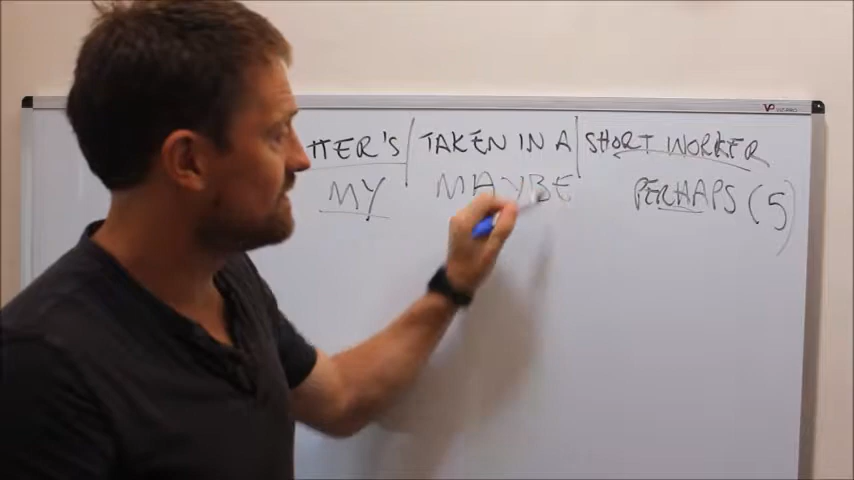 TTER'S TAKEN IN A SHORT WORKER
MY MAYBE PERHAPS (5)